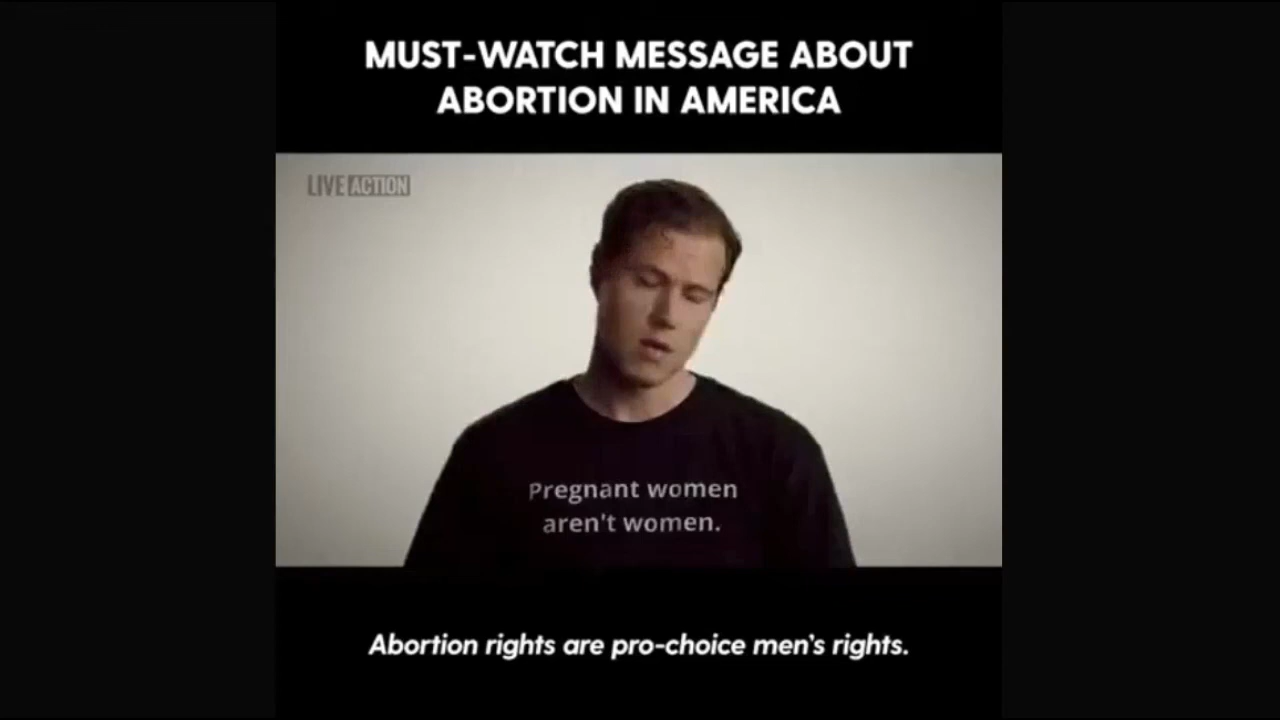 MUST-WATCH MESSAGE ABOUT
ABORTION IN AMERICA
LIVE ACTION
Pregnant women
aren't women.
Abortion rights are pro-choice men's rights.